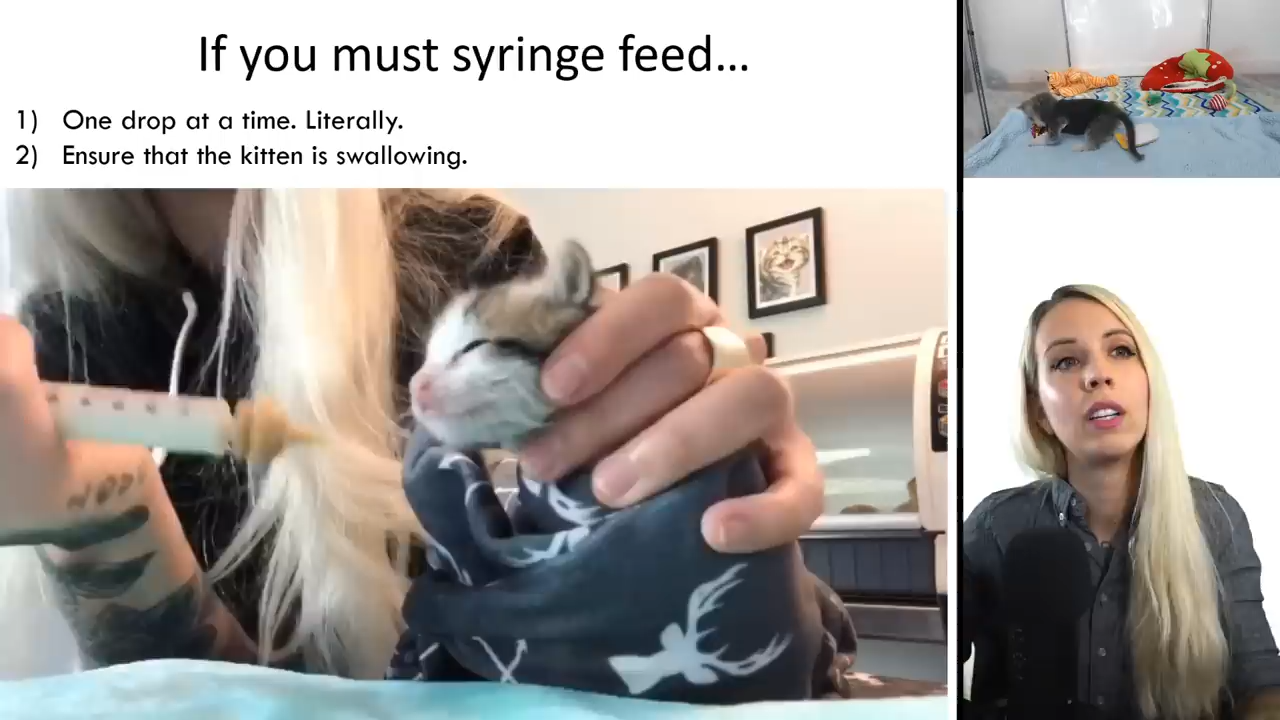 If you must syringe feed...
1) One drop at a time. Literally.
2) Ensure that the kitten is swallowing.